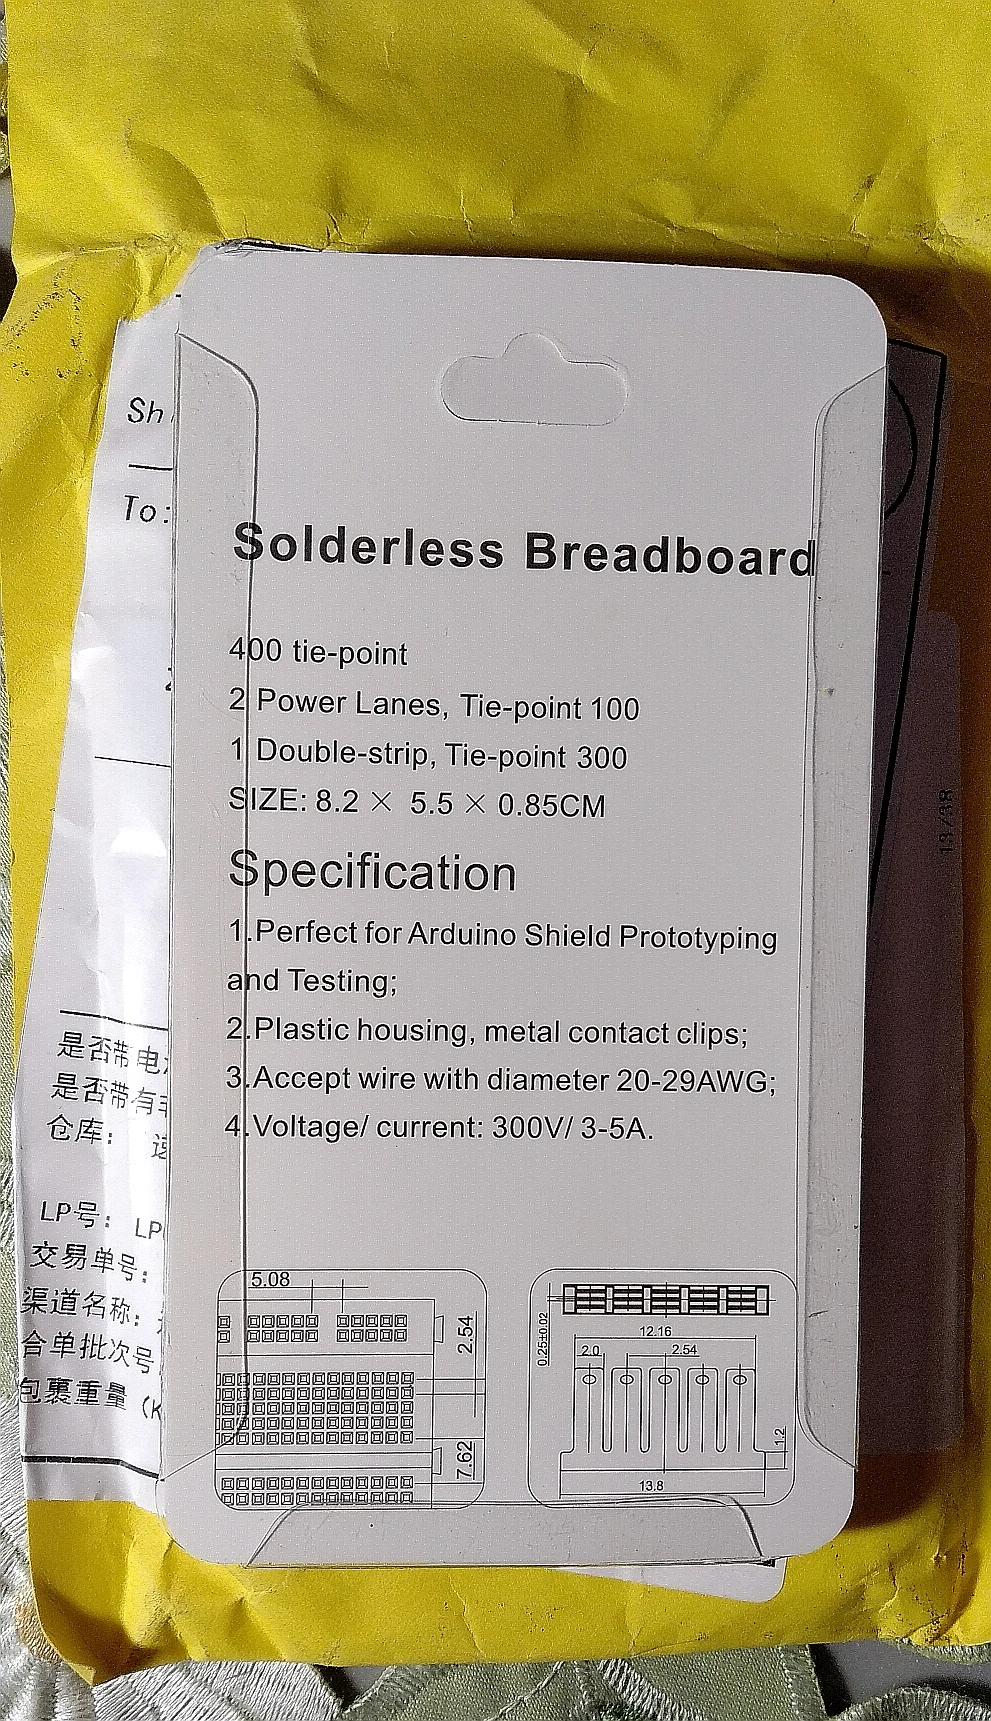 Solderless Breadboard
400 tie-point
2 Power Lanes, Tie-point 100
1 Double-strip, Tie-point 300
SIZE: 8.2 × 5.5 × 0.85CM
Specification
1.Perfect for Arduino Shield Prototyping
and Testing;
2.Plastic housing, metal contact clips;
3.Accept wire with diameter 20-29AWG;
4.Voltage/ current: 300V/ 3-5A.
5.08
2.54
7.62
0.25±0.02
12.16
2.0
2.54
1.2
13.8
To:
是否带电
是否带有
仓库:
LP号: LP
交易单号:
渠道名称:
合单批次号
包裹重量 (K